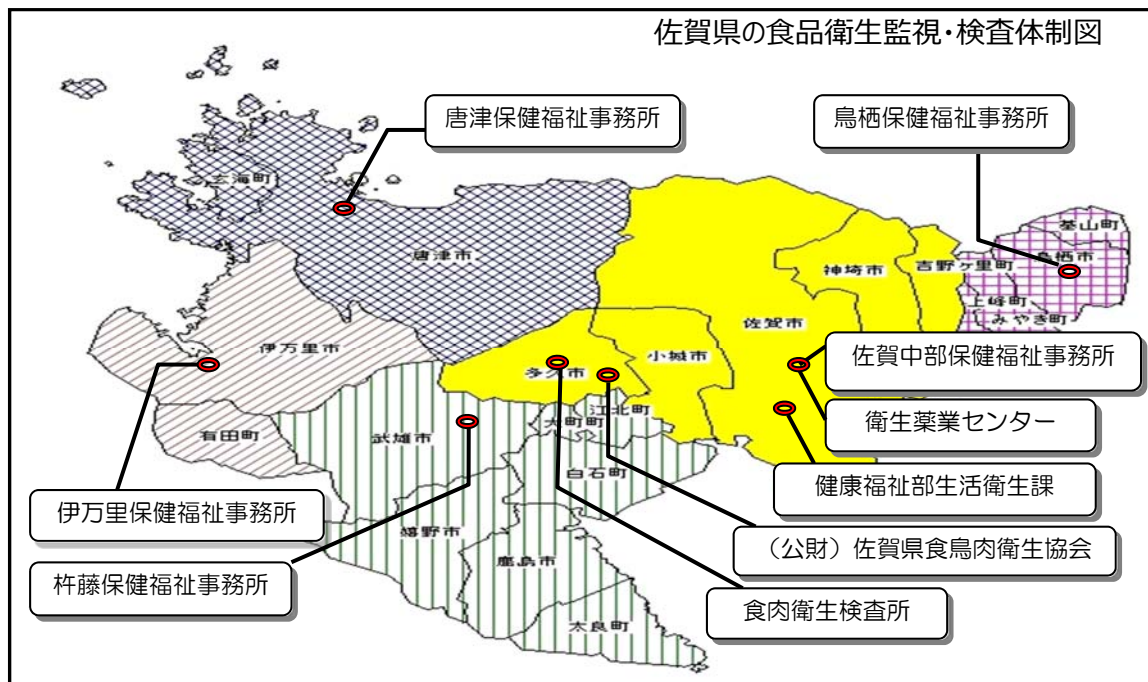 佐賀県の食品衛生監視・検査体制図
唐津保健福祉事務所
鳥栖保健福祉事務所
玄海町
基山町
鳥栖市
唐津市
神埼市
吉野ヶ里町
上峰町
みやき町
佐賀市
伊万里市
小城市
多久市
佐賀中部保健福祉事務所
江北町
大町町
衛生薬業センター
有田町
武雄市
白石町
健康福祉部生活衛生課
伊万里保健福祉事務所
嬉野市
(公財)佐賀県食鳥肉衛生協会
鹿島市
杵藤保健福祉事務所
食肉衛生検査所
太良町